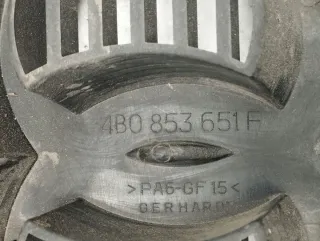 4B0 853 651 F
>PA6-GF 15<
GERHARDI